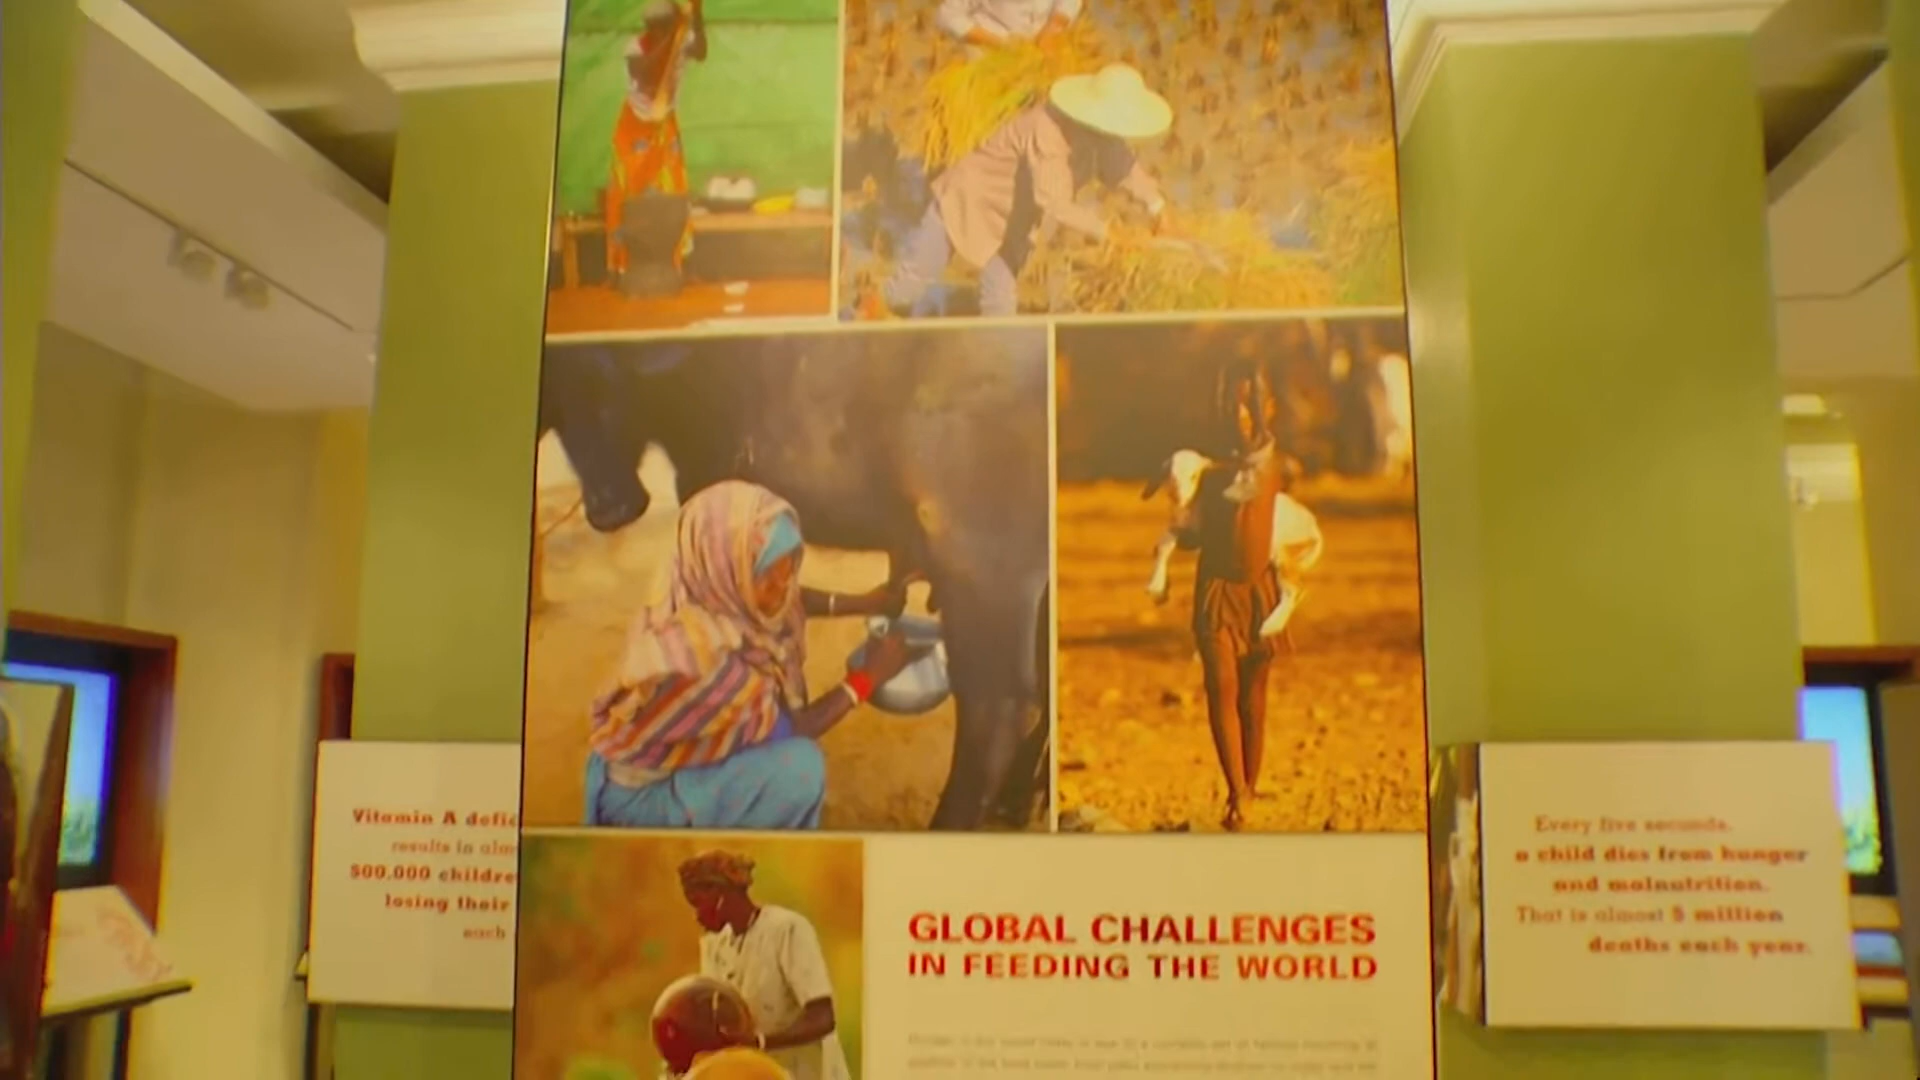 Vitamin A defic
results in alm
500,000 childre
losing their
each
GLOBAL CHALLENGES
IN FEEDING THE WORLD
Every five seconds,
a child dies from hunger
and malnutrition.
That is almost 5 million
deaths each year.